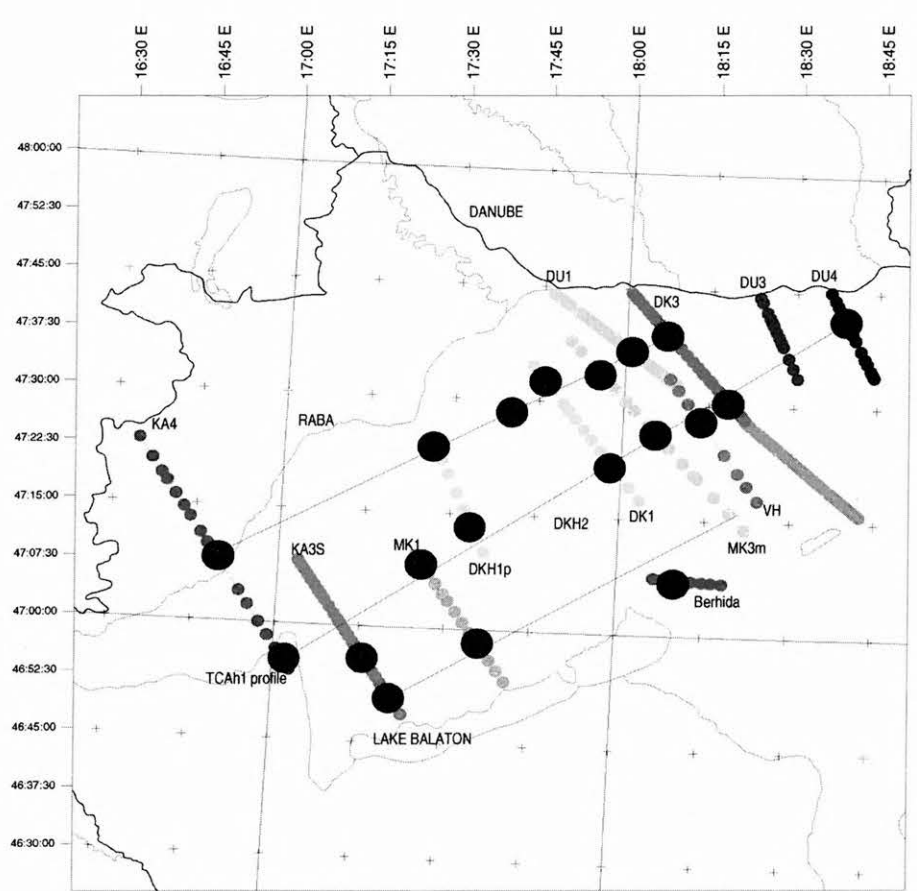 16:30 E
16:45 E
17:00 E
17:15 E
17:30 E
17:45 E
18:00 E
18:15 E
18:30 E
18:45 E
48:00:00
47:52:30
47:45:00
47:37:30
47:30:00
47:22:30
47:15:00
47:07:30
47:00:00
46:52:30
46:45:00
46:37:30
46:30:00
DANUBE
DU1
DK3
DU3
DU4
RABA
KA4
KA3S
MK1
DKH1p
DKH2
DK1
VH
MK3m
Berhida
TCAh1 profile
LAKE BALATON